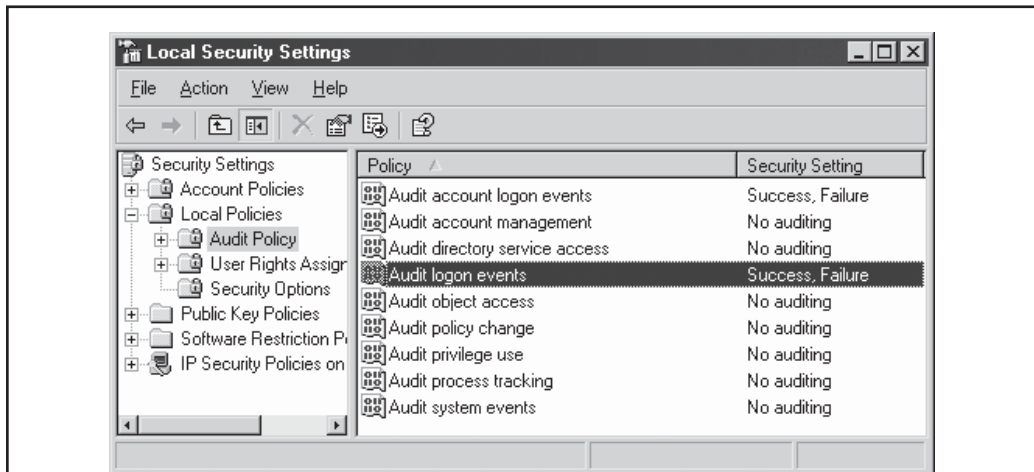 Local Security Settings
File Action View Help
Security Settings
Account Policies
Local Policies
Audit Policy
User Rights Assigr
Security Options
Public Key Policies
Software Restriction P
IP Security Policies on
Policy Security Setting
Audit account logon events Success, Failure
Audit account management No auditing
Audit directory service access No auditing
Audit logon events Success, Failure
Audit object access No auditing
Audit policy change No auditing
Audit privilege use No auditing
Audit process tracking No auditing
Audit system events No auditing